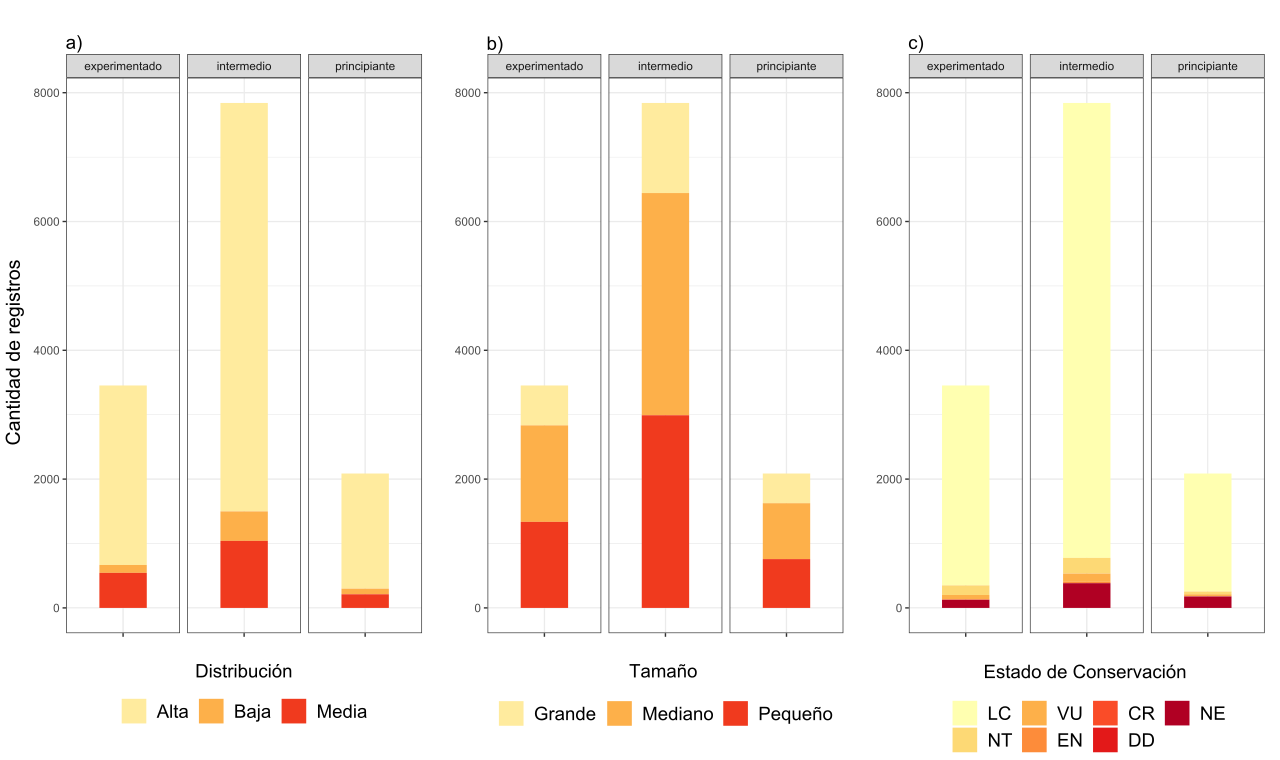 a)
experimentado intermedio principiante
b)
experimentado intermedio principiante
c)
experimentado intermedio principiante
Cantidad de registros
8000
6000
4000
2000
0
8000
6000
4000
2000
0
8000
6000
4000
2000
0
Distribución
Alta Baja Media
Tamaño
Grande Mediano Pequeño
Estado de Conservación
LC VU CR NE
NT EN DD